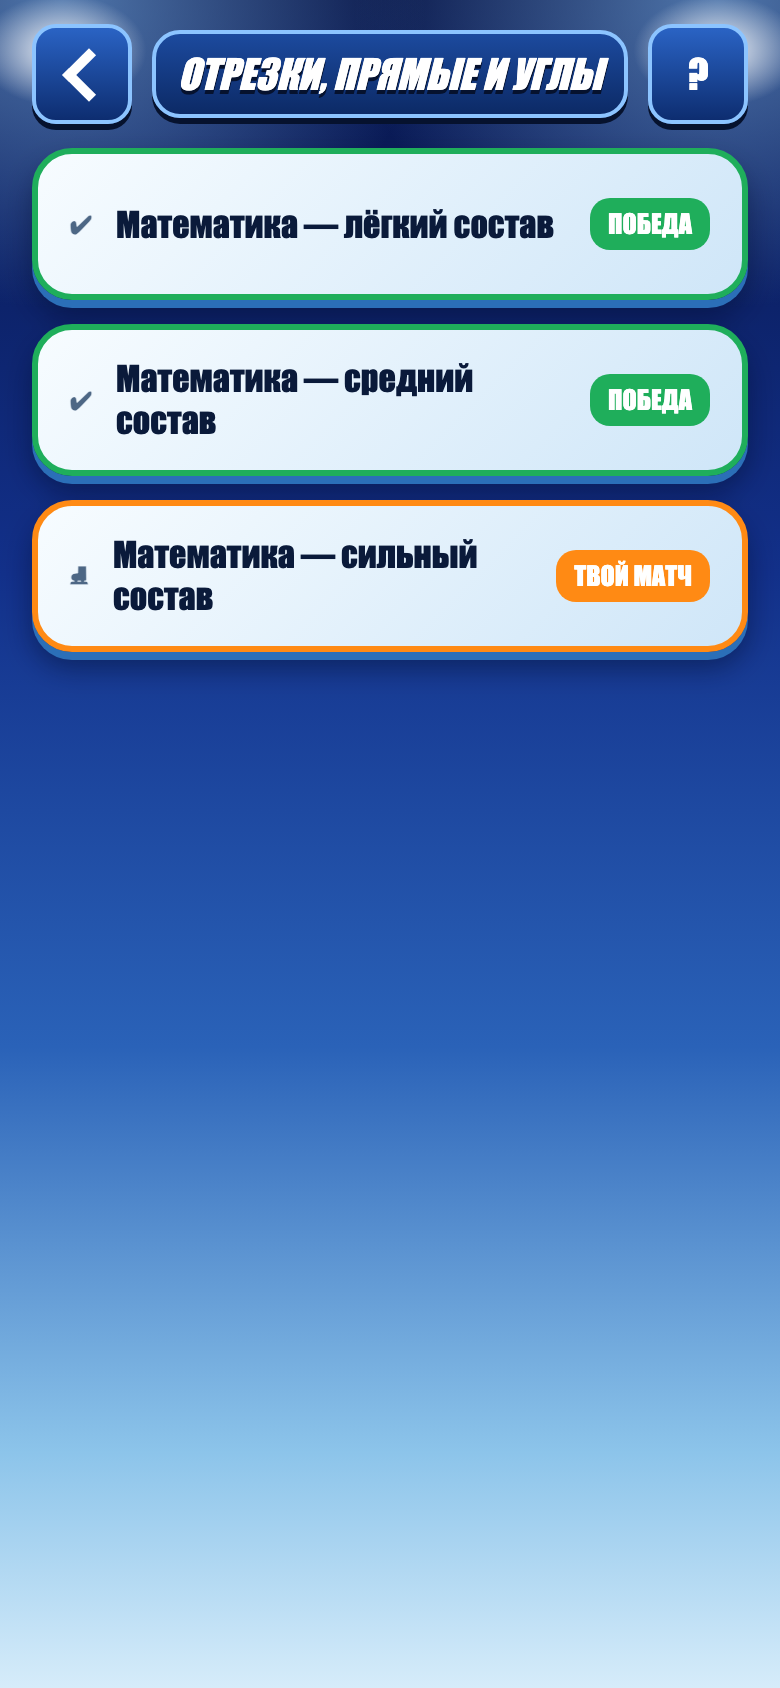 ОТРЕЗКИ, ПРЯМЫЕ И УГЛЫ
?
Математика — лёгкий состав
ПОБЕДА
Математика — средний
состав
ПОБЕДА
Математика — сильный
состав
ТВОЙ МАТЧ